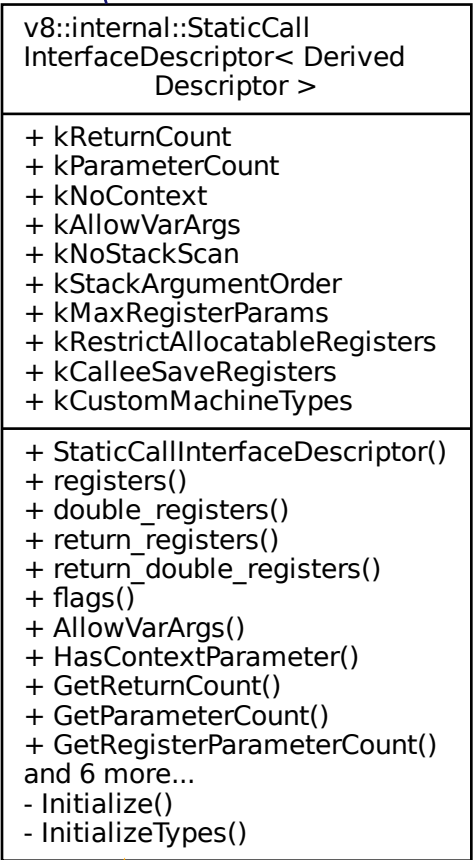 v8::internal::StaticCall
InterfaceDescriptor< Derived
Descriptor >
+ kReturnCount
+ kParameterCount
+ kNoContext
+ kAllowVarArgs
+ kNoStackScan
+ kStackArgumentOrder
+ kMaxRegisterParams
+ kRestrictAllocatableRegisters
+ kCalleeSaveRegisters
+ kCustomMachineTypes
+ StaticCallInterfaceDescriptor()
+ registers()
+ double_registers()
+ return_registers()
+ return_double_registers()
+ flags()
+ AllowVarArgs()
+ HasContextParameter()
+ GetReturnCount()
+ GetParameterCount()
+ GetRegisterParameterCount()
and 6 more...
- Initialize()
- InitializeTypes()